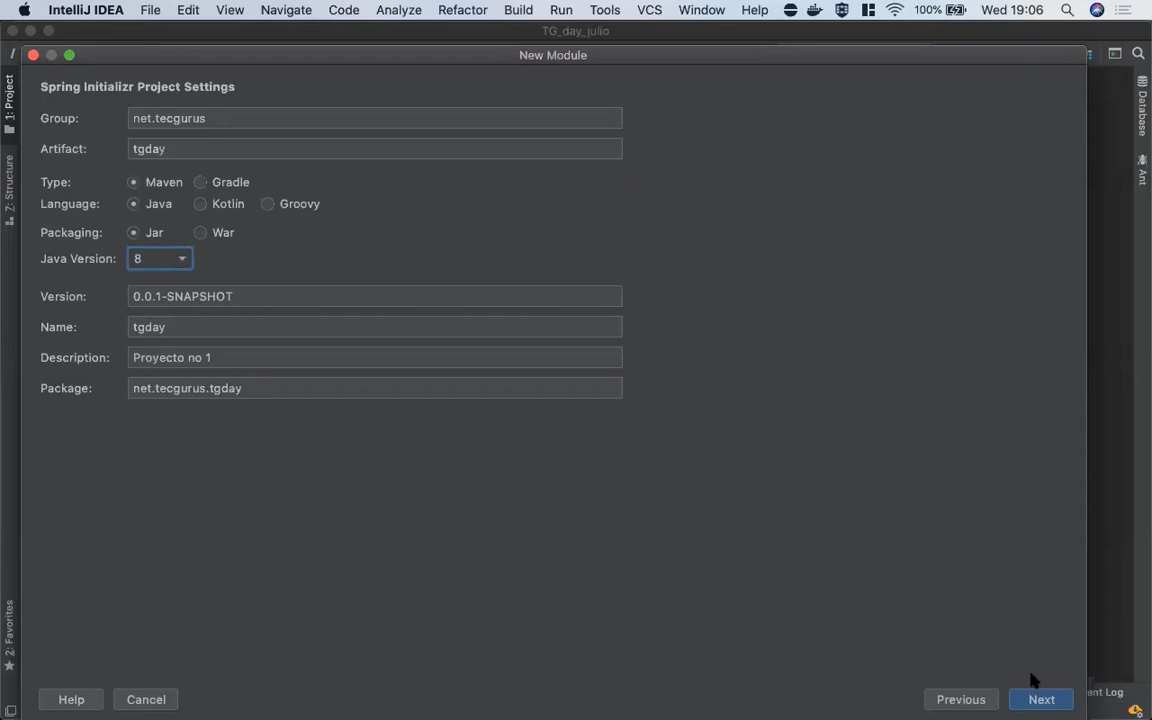 IntelliJ IDEA File Edit View Navigate Code Analyze Refactor Build Run Tools VCS Window Help 100% Wed 19:06
TG_day_julio
New Module
Spring Initializr Project Settings
Group: net.tecgurus
Artifact: tgday
Type: Maven Gradle
Language: Java Kotlin Groovy
Packaging: Jar War
Java Version: 8
Version: 0.0.1-SNAPSHOT
Name: tgday
Description: Proyecto no 1
Package: net.tecgurus.tgday
Help Cancel Previous Next
1: Project
Z: Structure
2: Favorites
Database
Ant
ent Log